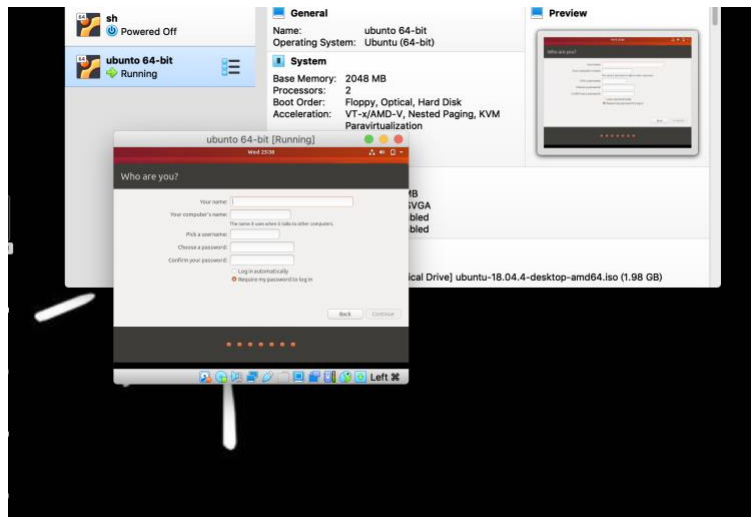 sh
Powered Off
ubunto 64-bit
Running
General
Name: ubunto 64-bit
Operating System: Ubuntu (64-bit)
System
Base Memory: 2048 MB
Processors: 2
Boot Order: Floppy, Optical, Hard Disk
Acceleration: VT-x/AMD-V, Nested Paging, KVM
Paravirtualization
MB
SVGA
bled
bled
ical Drive] ubuntu-18.04.4-desktop-amd64.iso (1.98 GB)
Preview
Who are you?
ubunto 64-bit [Running]
Wed 23:38
Who are you?
Your name:
Your computer's name:
The name it uses when it talks to other computers.
Pick a username:
Choose a password:
Confirm your password:
Log in automatically
Require my password to log in
Back Continue
Left ⌘